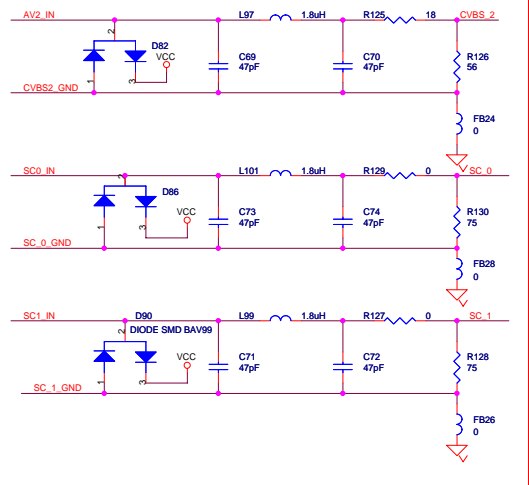 AV2_IN
L97
1.8uH
R125
18
CVBS_2
2
D82
VCC
C69
47pF
C70
47pF
R126
56
1
3
CVBS2_GND
FB24
0
SC0_IN
2
L101
1.8uH
R129
0
SC_0
D86
VCC
C73
47pF
C74
47pF
R130
75
1
3
SC_0_GND
FB28
0
SC1_IN
D90
L99
1.8uH
R127
0
SC_1
2
DIODE SMD BAV99
VCC
C71
47pF
C72
47pF
R128
75
1
3
SC_1_GND
FB26
0